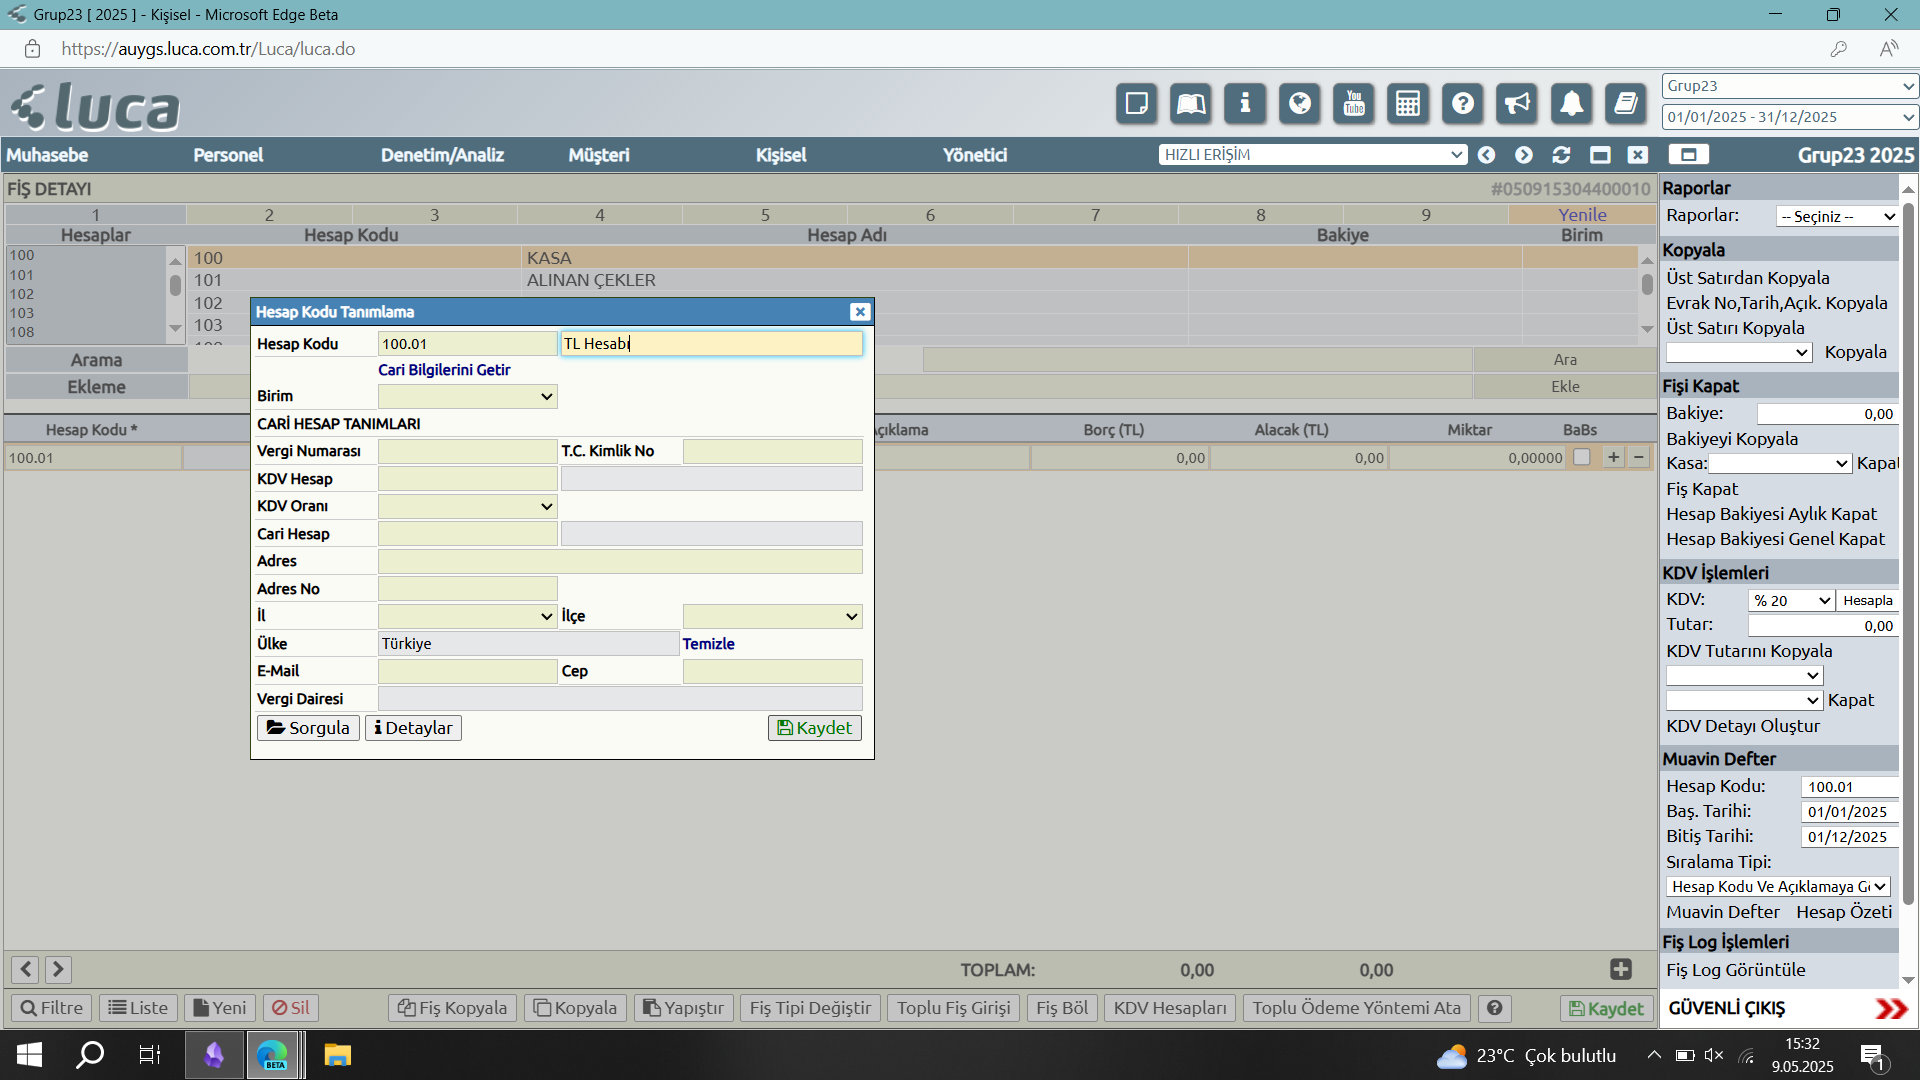 Grup23 [ 2025 ] - Kişisel - Microsoft Edge Beta
https://auygs.luca.com.tr/Luca/luca.do
luca
You Tube
Grup23
01/01/2025 - 31/12/2025
Muhasebe Personel Denetim/Analiz Müşteri Kişisel Yönetici HIZLI ERİŞİM Grup23 2025
FİŞ DETAYI #050915304400010
1 2 3 4 5 6 7 8 9 Yenile
Hesaplar Hesap Kodu Hesap Adı Bakiye Birim
100
101
102
103
108
100 KASA
101 ALINAN ÇEKLER
102
103
Arama Ara
Ekleme Ekle
Hesap Kodu * Açıklama Borç (TL) Alacak (TL) Miktar BaBs
100.01 0,00 0,00 0,00000
Hesap Kodu Tanımlama
Hesap Kodu 100.01 TL Hesabı
Cari Bilgilerini Getir
Birim
CARİ HESAP TANIMLARI
Vergi Numarası T.C. Kimlik No
KDV Hesap
KDV Oranı
Cari Hesap
Adres
Adres No
İl İlçe
Ülke Türkiye Temizle
E-Mail Cep
Vergi Dairesi
Sorgula Detaylar Kaydet
TOPLAM: 0,00 0,00
Filtre Liste Yeni Sil Fiş Kopyala Kopyala Yapıştır Fiş Tipi Değiştir Toplu Fiş Girişi Fiş Böl KDV Hesapları Toplu Ödeme Yöntemi Ata Kaydet
Raporlar
Raporlar: -- Seçiniz --
Kopyala
Üst Satırdan Kopyala
Evrak No,Tarih,Açık. Kopyala
Üst Satırı Kopyala
Kopyala
Fişi Kapat
Bakiye: 0,00
Bakiyeyi Kopyala
Kasa: Kapat
Fiş Kapat
Hesap Bakiyesi Aylık Kapat
Hesap Bakiyesi Genel Kapat
KDV İşlemleri
KDV: % 20 Hesapla
Tutar: 0,00
KDV Tutarını Kopyala
Kapat
KDV Detayı Oluştur
Muavin Defter
Hesap Kodu: 100.01
Baş. Tarihi: 01/01/2025
Bitiş Tarihi: 01/12/2025
Sıralama Tipi:
Hesap Kodu Ve Açıklamaya Gö
Muavin Defter Hesap Özeti
Fiş Log İşlemleri
Fiş Log Görüntüle
GÜVENLİ ÇIKIŞ
BETA
23°C Çok bulutlu
15:32
9.05.2025
1